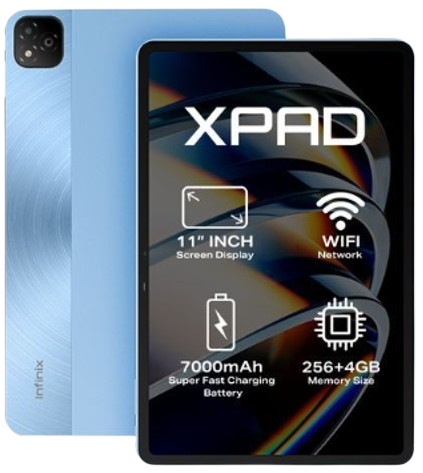 XPAD
11" INCH
Screen Display
WIFI
Network
7000mAh
Super Fast Charging
Battery
256+4GB
Memory Size
Infinix